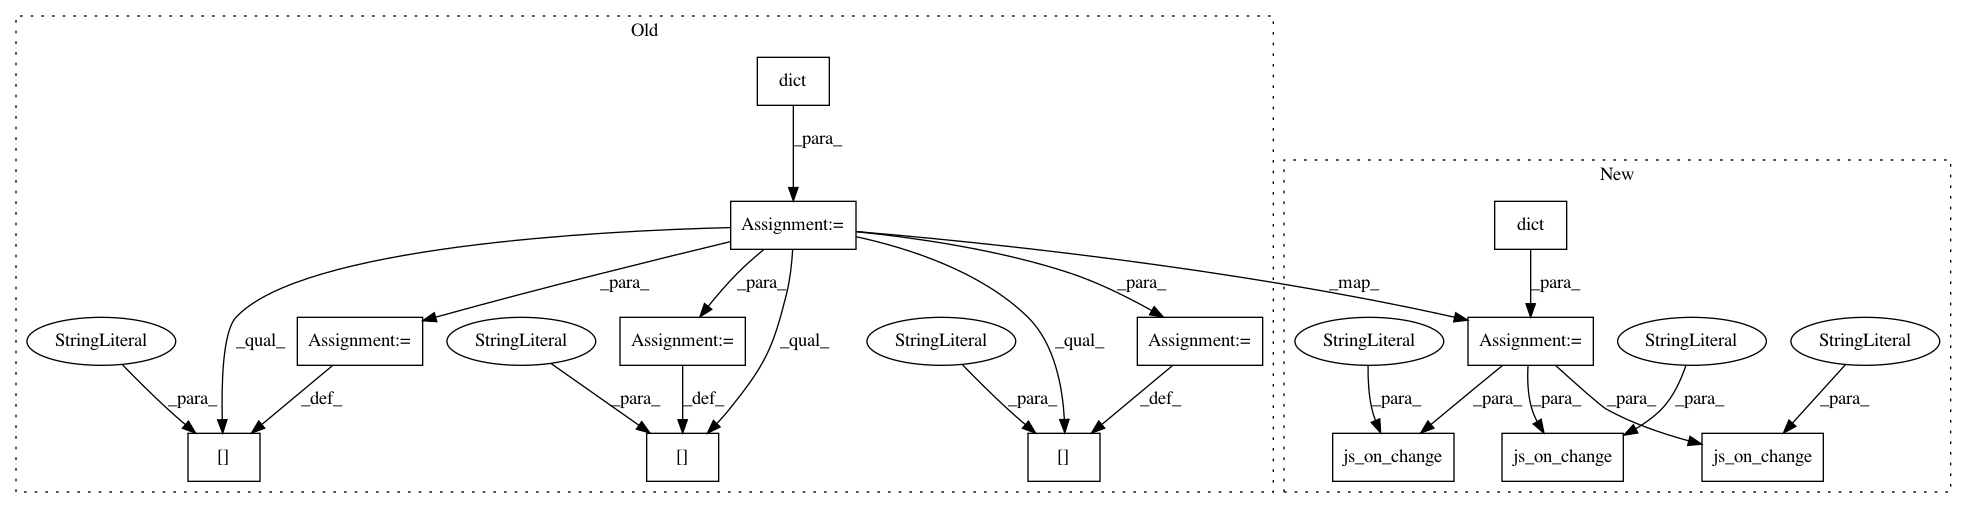 Old
dict
_para_
New
Assignment:=
dict
_qual_
_para_
_para_
_qual_
_qual_
_para_
_map_
_para_
StringLiteral
Assignment:=
StringLiteral
Assignment:=
StringLiteral
Assignment:=
StringLiteral
Assignment:=
StringLiteral
StringLiteral
_para_
_def_
_para_
_def_
_para_
_def_
_para_
_para_
_para_
_para_
_para_
_para_
[]
[]
[]
js_on_change
js_on_change
js_on_change